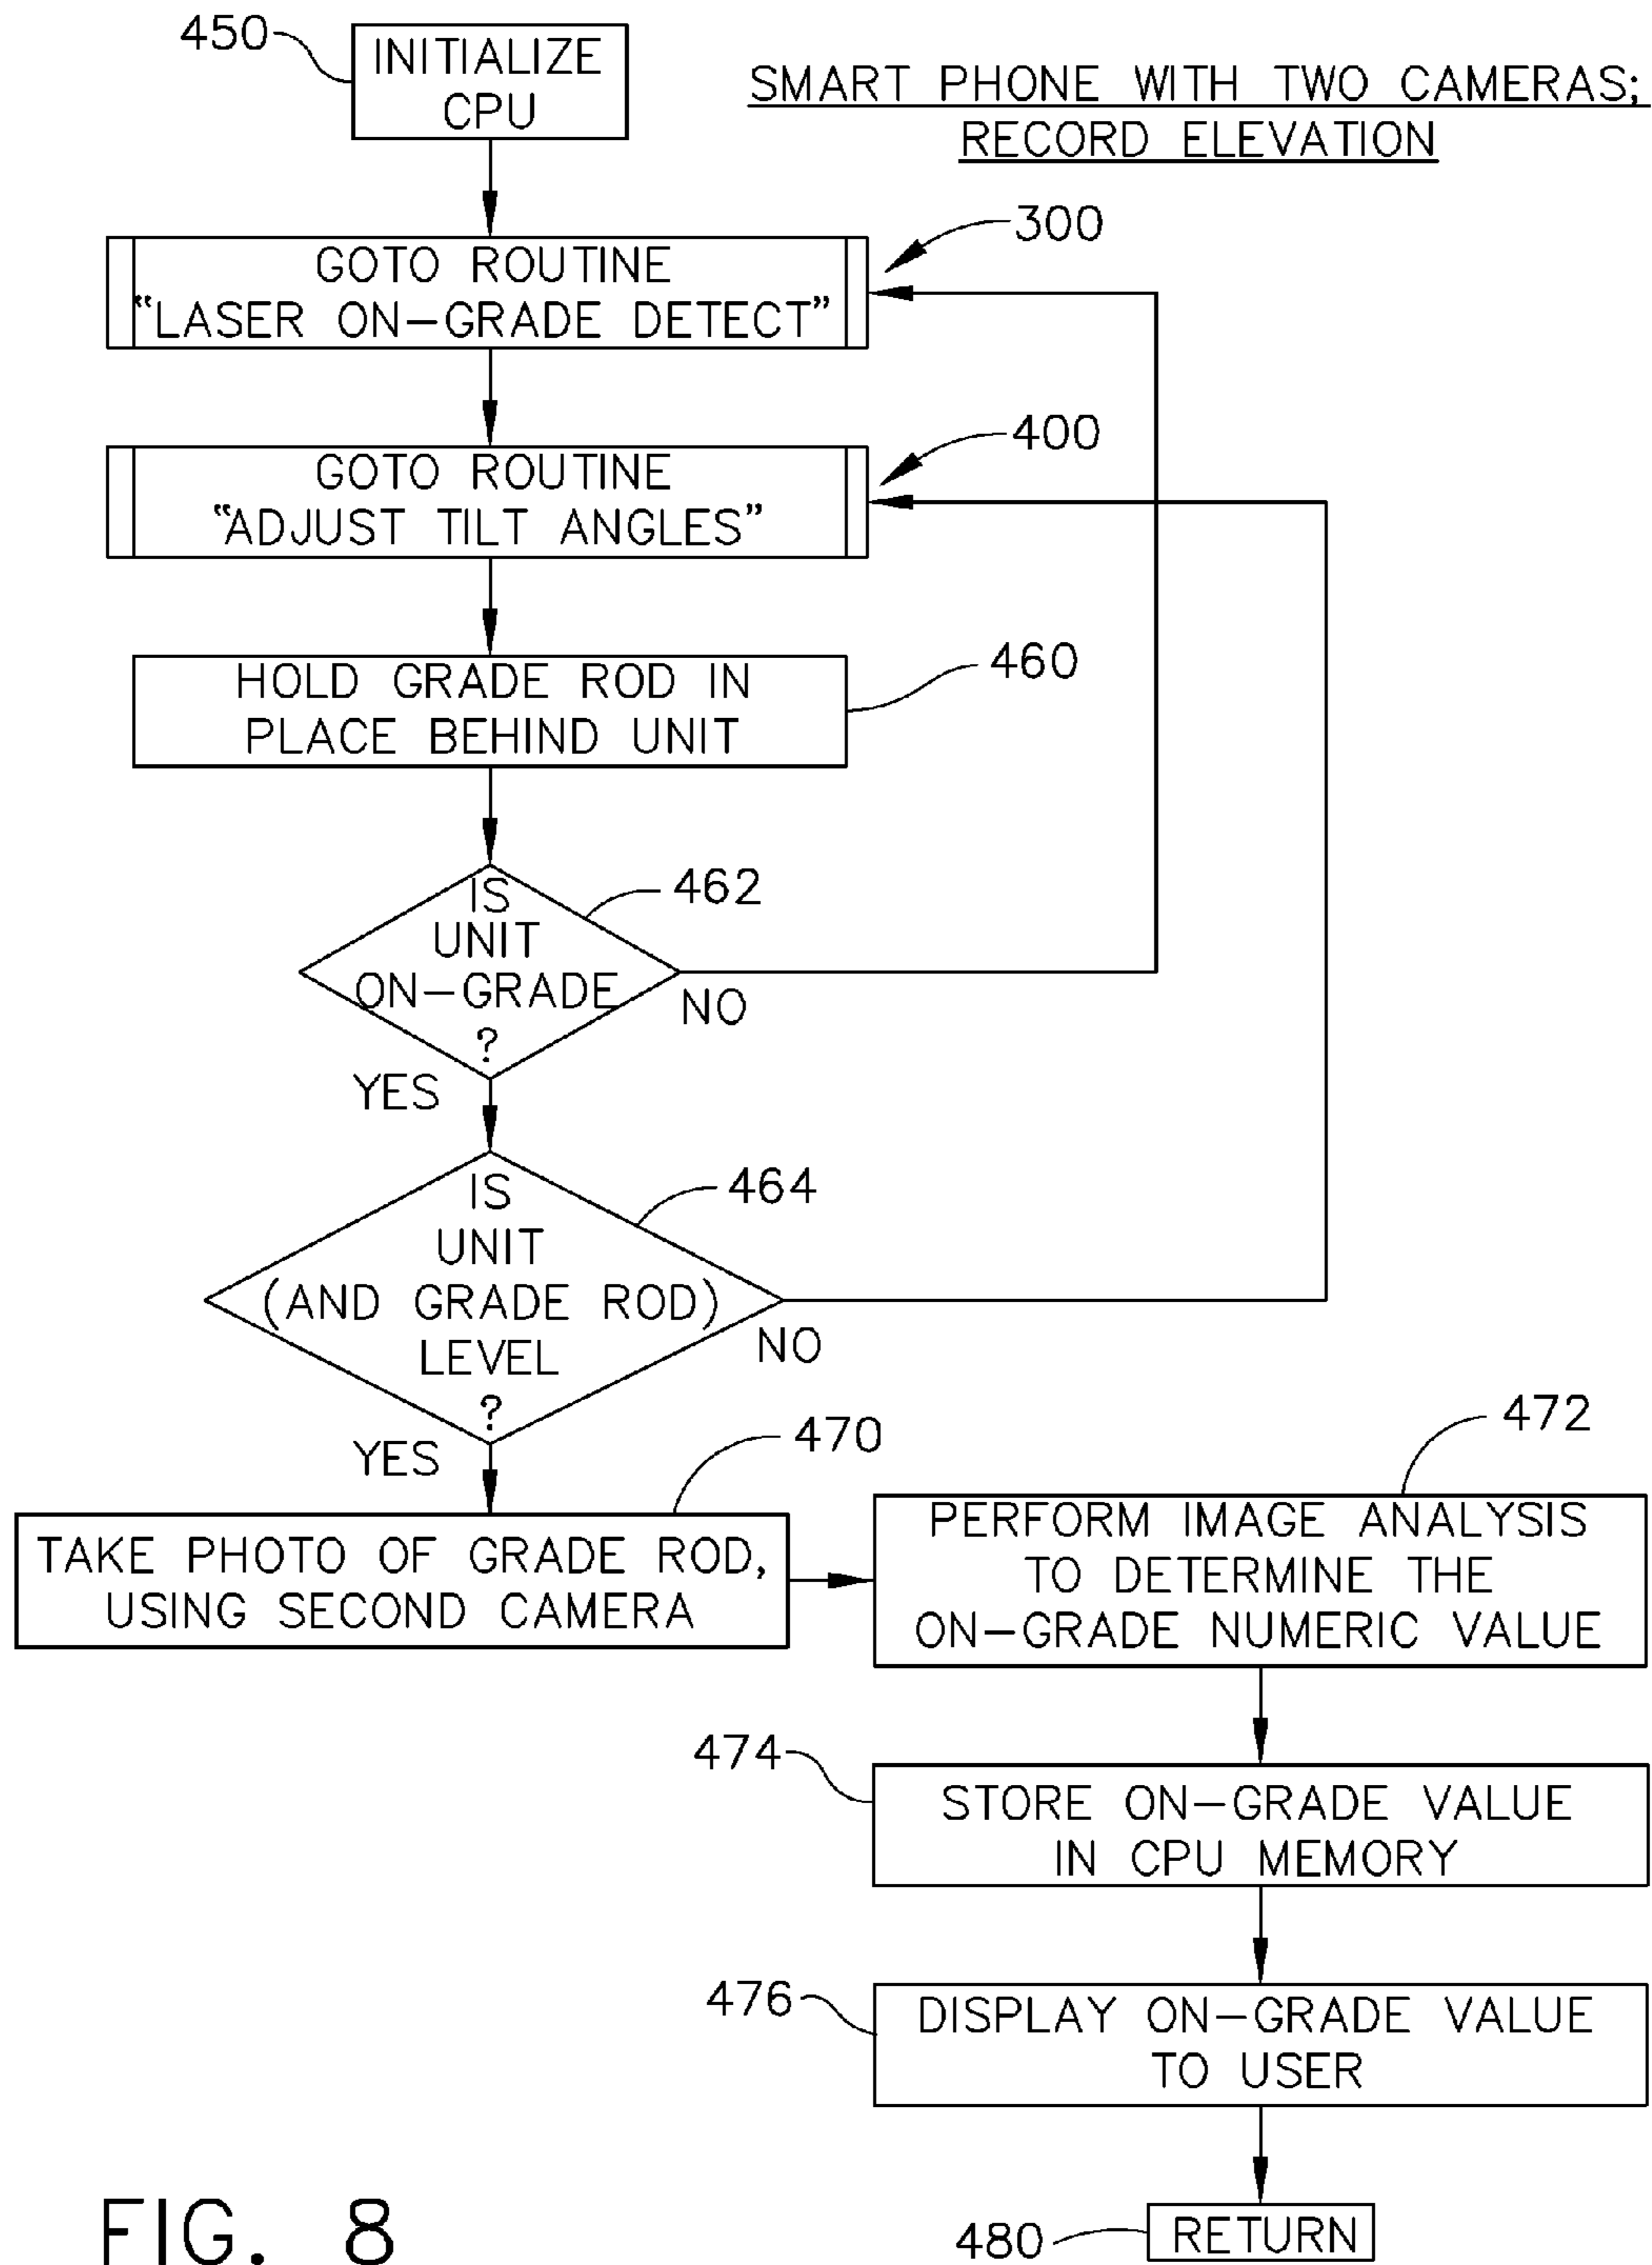 450
INITIALIZE
CPU
SMART PHONE WITH TWO CAMERAS;
RECORD ELEVATION
300
GOTO ROUTINE
"LASER ON-GRADE DETECT"
400
GOTO ROUTINE
"ADJUST TILT ANGLES"
460
HOLD GRADE ROD IN
PLACE BEHIND UNIT
462
IS
UNIT
ON-GRADE
?
NO
YES
464
IS
UNIT
(AND GRADE ROD)
LEVEL
?
NO
YES
470
TAKE PHOTO OF GRADE ROD,
USING SECOND CAMERA
472
PERFORM IMAGE ANALYSIS
TO DETERMINE THE
ON-GRADE NUMERIC VALUE
474
STORE ON-GRADE VALUE
IN CPU MEMORY
476
DISPLAY ON-GRADE VALUE
TO USER
480
RETURN
FIG. 8